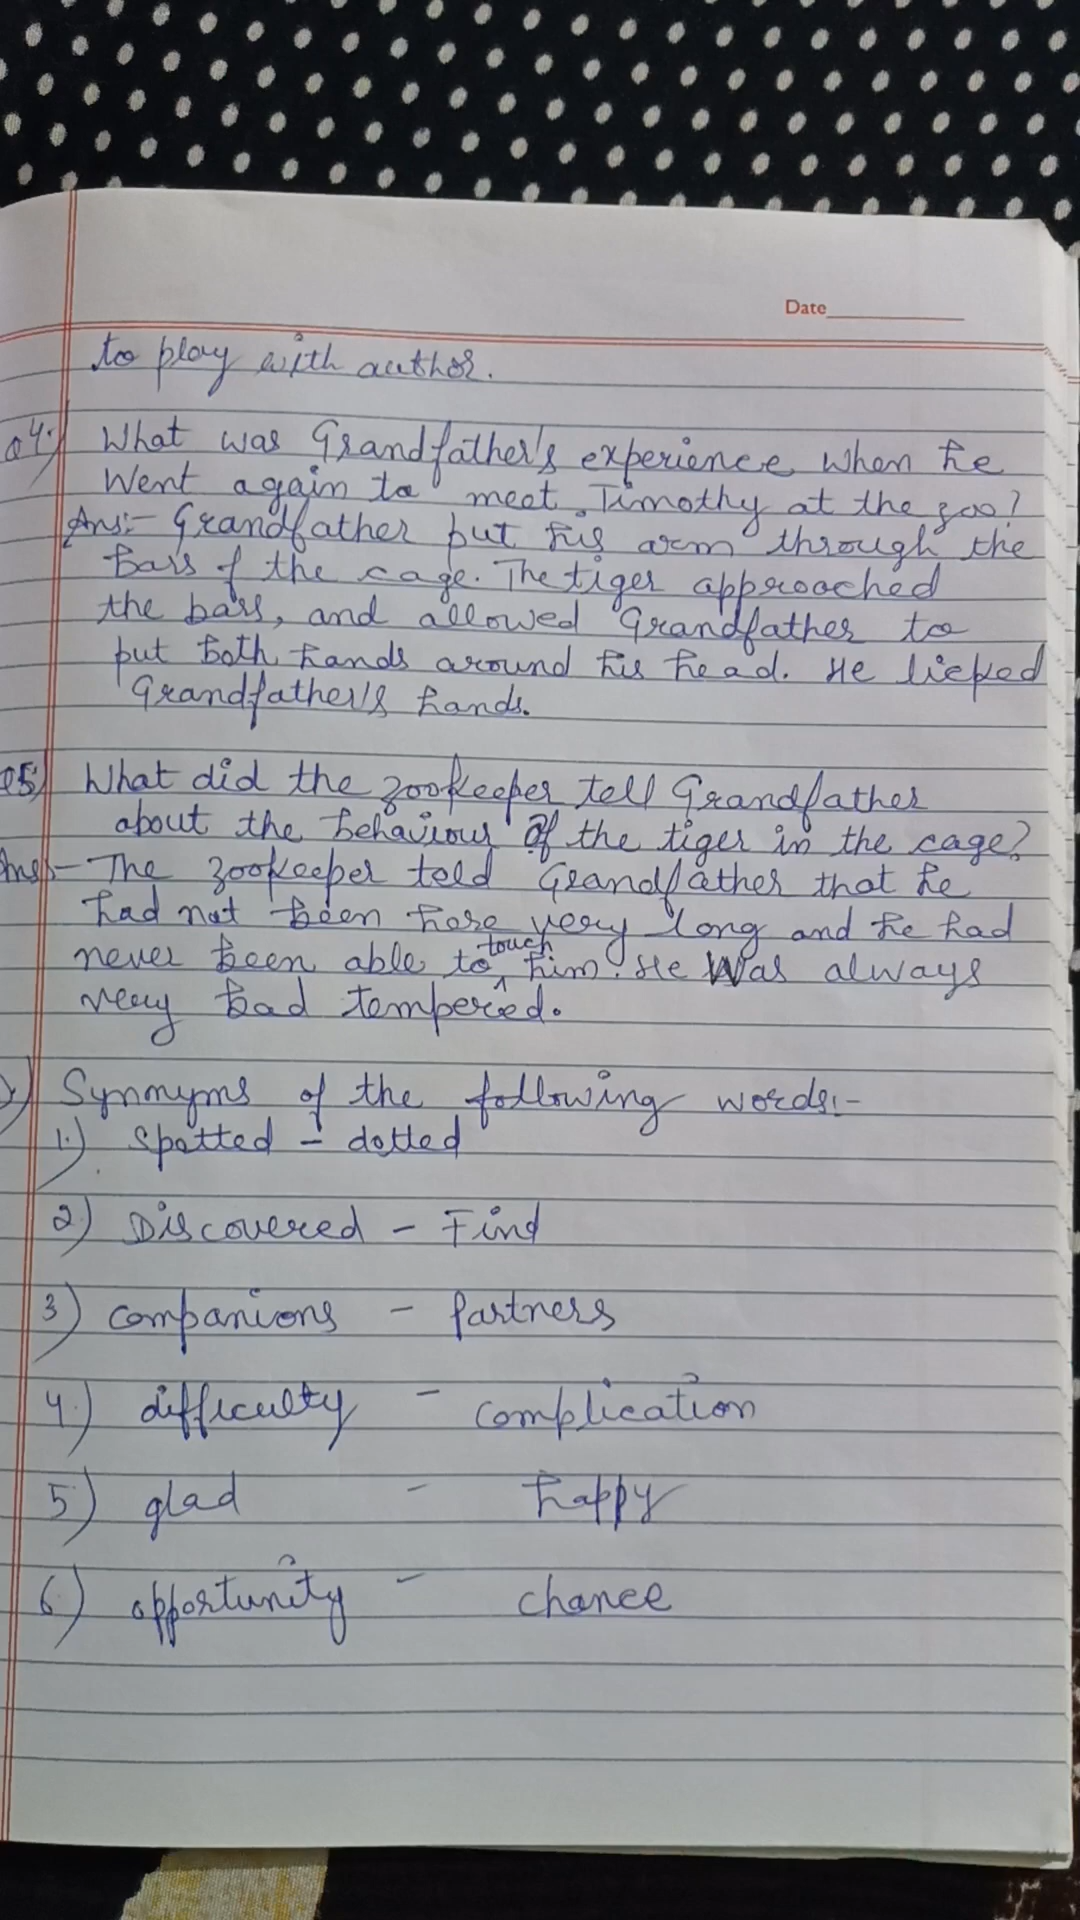 Date
to play with author.
Q4.) What was Grandfather's experience when he
went again to meet Timothy at the zoo?
Ans:- Grandfather put his arm through the
bars of the cage. The tiger approached
the bars, and allowed Grandfather to
put both hands around his head. He licked
Grandfather's hands.
Q5.) What did the zookeeper tell Grandfather
about the behaviour of the tiger in the cage?
Ans:- The zookeeper told Grandfather that he
had not been here very long and he had
never been able to touch him. He was always
very bad tempered.
Synonyms of the following words:-
1.) Spotted - dotted
2) Discovered - Find
3) companions - partners
4.) difficulty - complication
5) glad - happy
6.) opportunity - chance